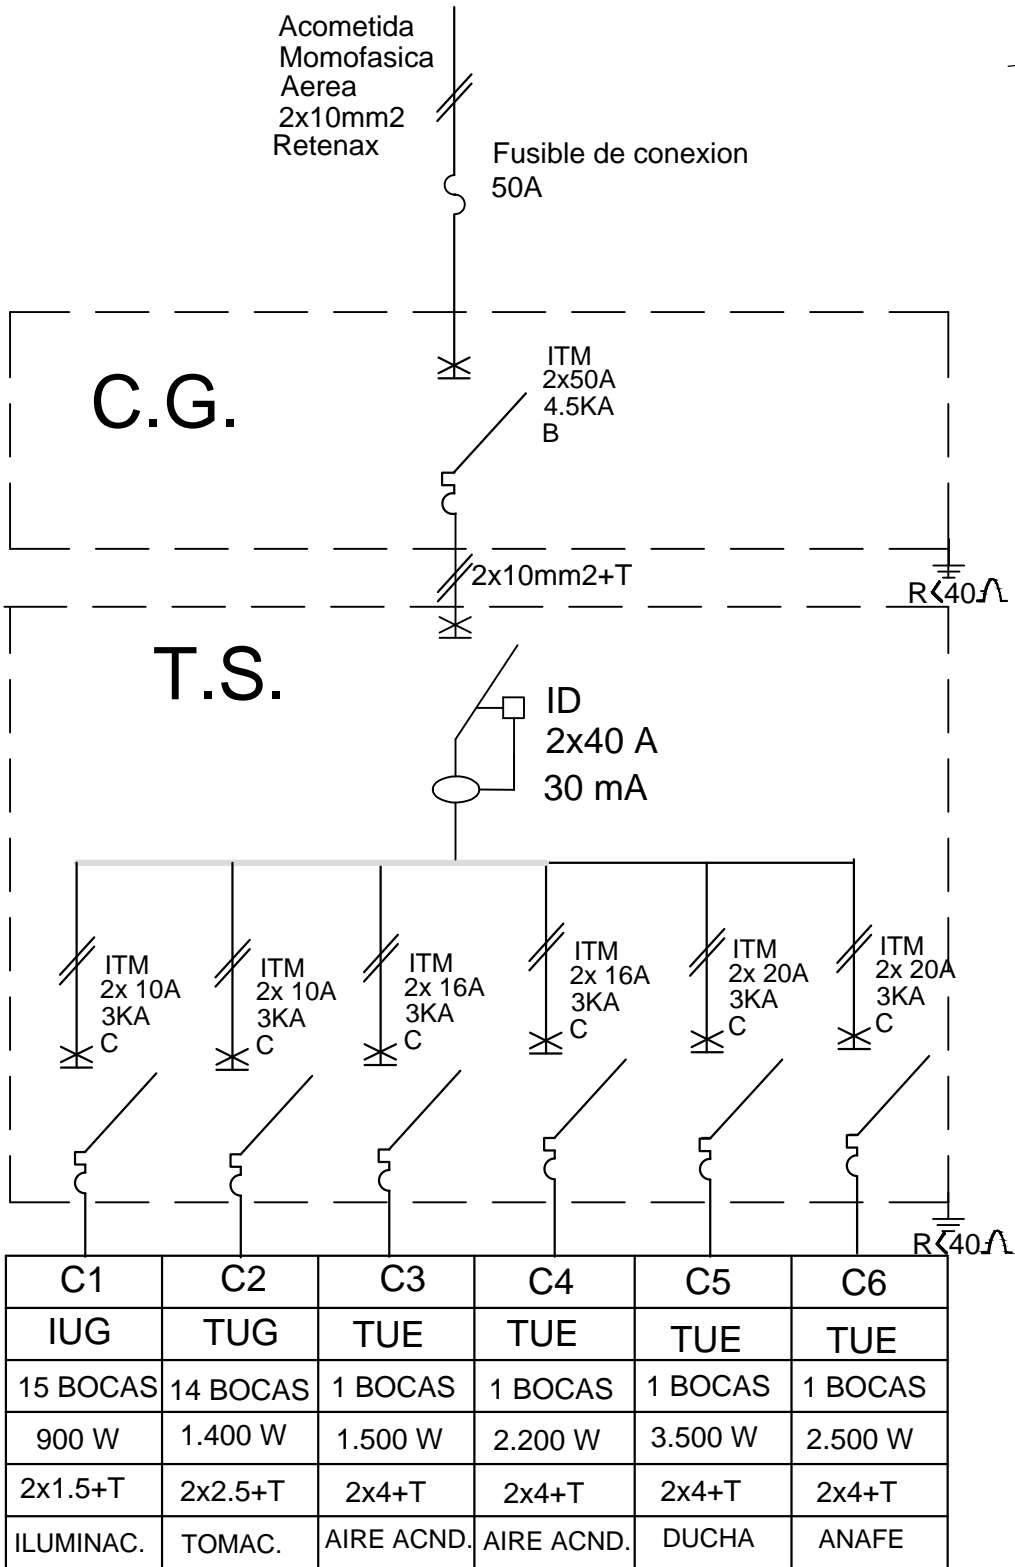 Acometida
Momofasica
Aerea
2x10mm2
Retenax
Fusible de conexion
50A
C.G.
ITM
2x50A
4.5KA
B
2x10mm2+T
R<40
T.S.
ID
2x40 A
30 mA
ITM
2x 10A
3KA
C
ITM
2x 10A
3KA
C
ITM
2x 16A
3KA
C
ITM
2x 16A
3KA
C
ITM
2x 20A
3KA
C
ITM
2x 20A
3KA
C
R<40
C1 C2 C3 C4 C5 C6
IUG TUG TUE TUE TUE TUE
15 BOCAS 14 BOCAS 1 BOCAS 1 BOCAS 1 BOCAS 1 BOCAS
900 W 1.400 W 1.500 W 2.200 W 3.500 W 2.500 W
2x1.5+T 2x2.5+T 2x4+T 2x4+T 2x4+T 2x4+T
ILUMINAC. TOMAC. AIRE ACND. AIRE ACND. DUCHA ANAFE